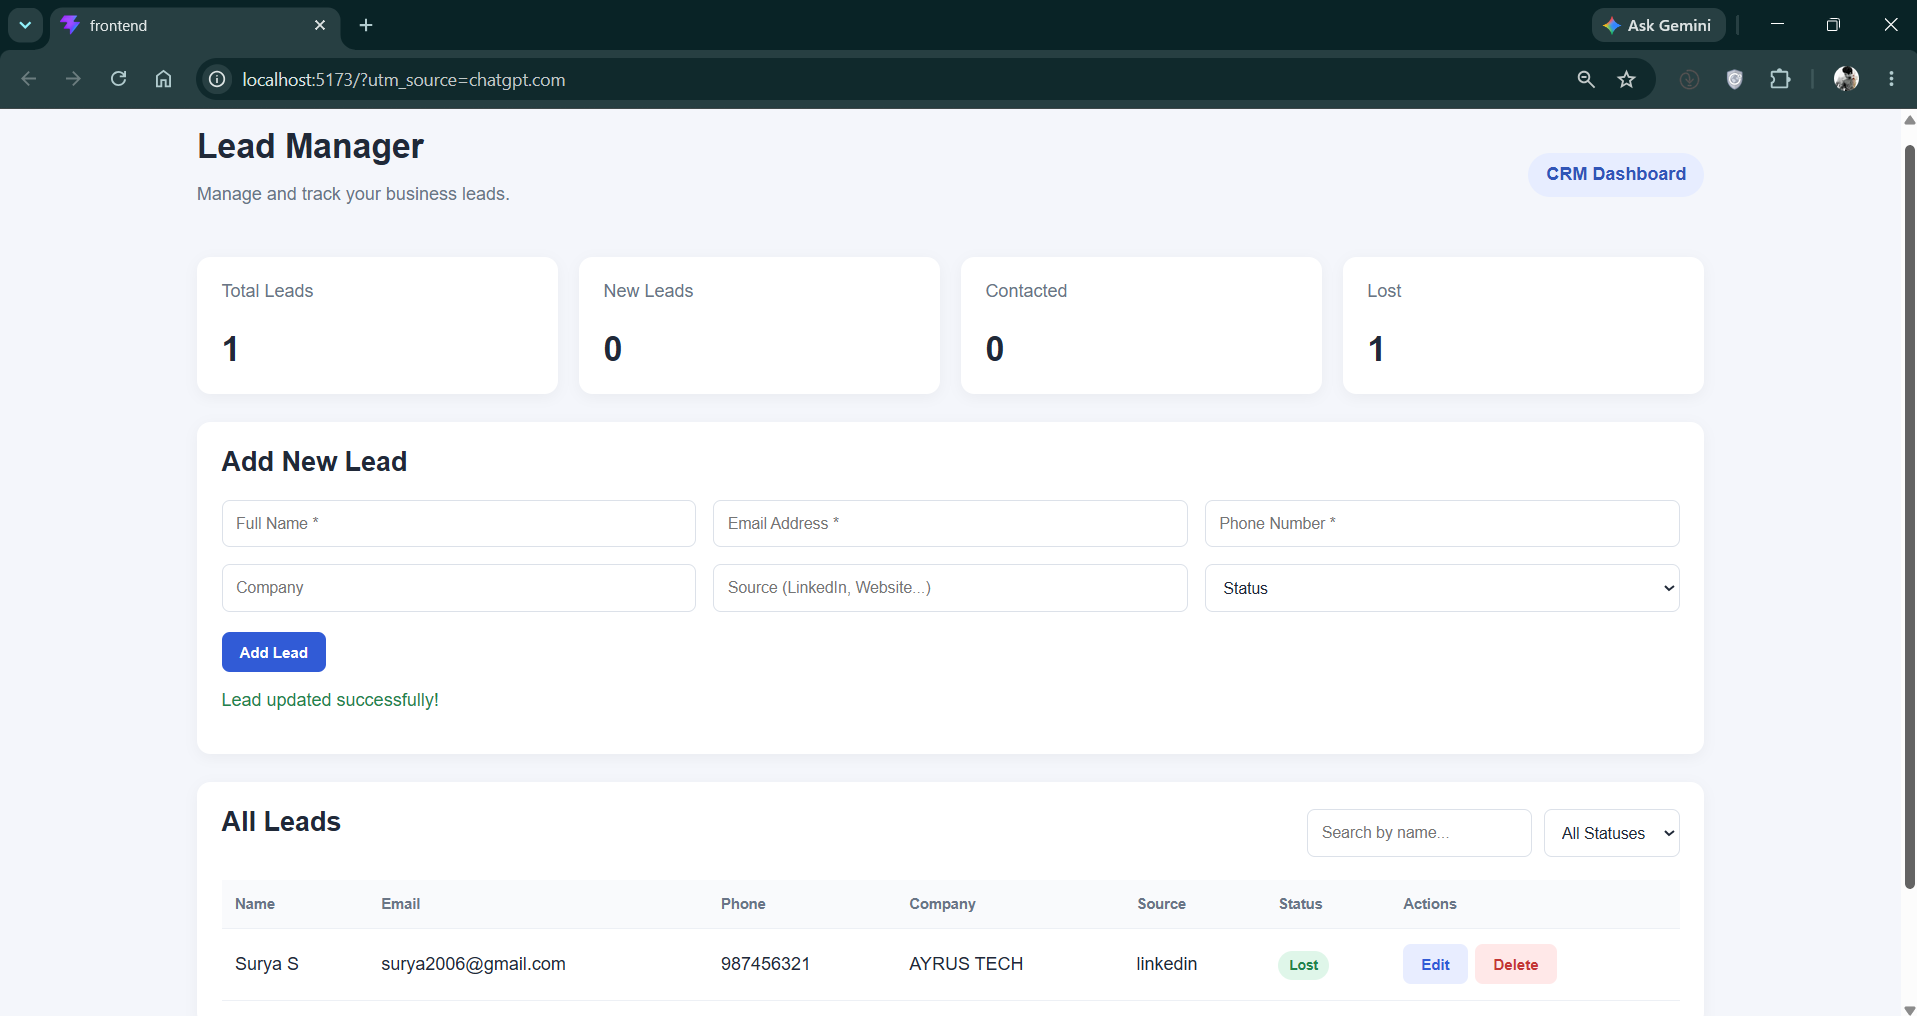 frontend
Ask Gemini
localhost:5173/?utm_source=chatgpt.com
Lead Manager
Manage and track your business leads.
CRM Dashboard
Total Leads
1
New Leads
0
Contacted
0
Lost
1
Add New Lead
Full Name *
Email Address *
Phone Number *
Company
Source (LinkedIn, Website...)
Status
Add Lead
Lead updated successfully!
All Leads
Search by name...
All Statuses
Name Email Phone Company Source Status Actions
Surya S surya2006@gmail.com 987456321 AYRUS TECH linkedin Lost Edit Delete